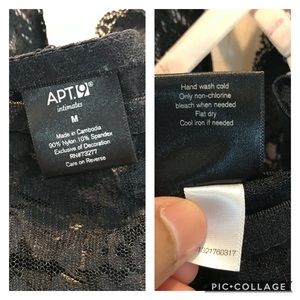 APT.9®
intimates
M
Made in Cambodia
90% Nylon 10% Spandex
Exclusive of Decoration
RN#73277
Care on Reverse
Hand wash cold
Only non-chlorine
bleach when needed
Flat dry
Cool iron if needed
1021760317
PIC•COLLAGE